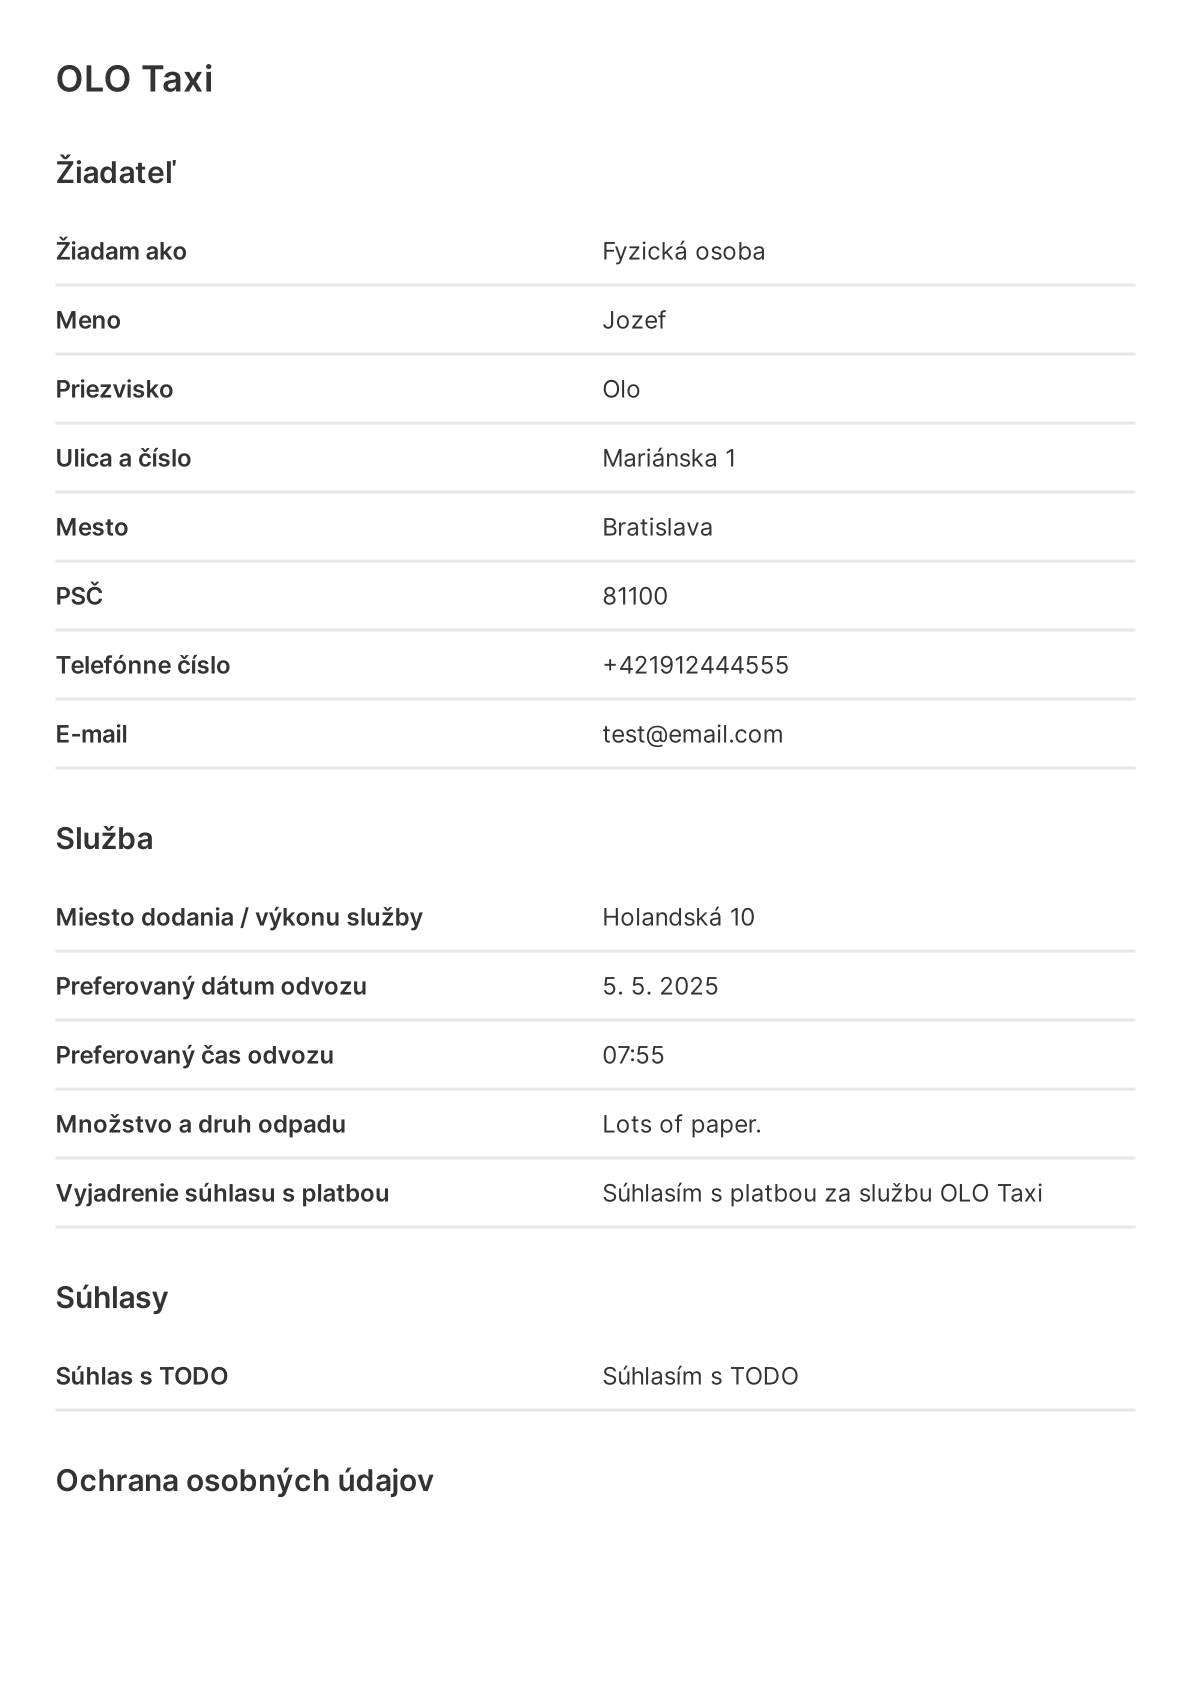 OLO Taxi
Žiadateľ
Žiadam ako Fyzická osoba
Meno Jozef
Priezvisko Olo
Ulica a číslo Mariánska 1
Mesto Bratislava
PSČ 81100
Telefónne číslo +421912444555
E-mail test@email.com
Služba
Miesto dodania / výkonu služby Holandská 10
Preferovaný dátum odvozu 5. 5. 2025
Preferovaný čas odvozu 07:55
Množstvo a druh odpadu Lots of paper.
Vyjadrenie súhlasu s platbou Súhlasím s platbou za službu OLO Taxi
Súhlasy
Súhlas s TODO Súhlasím s TODO
Ochrana osobných údajov